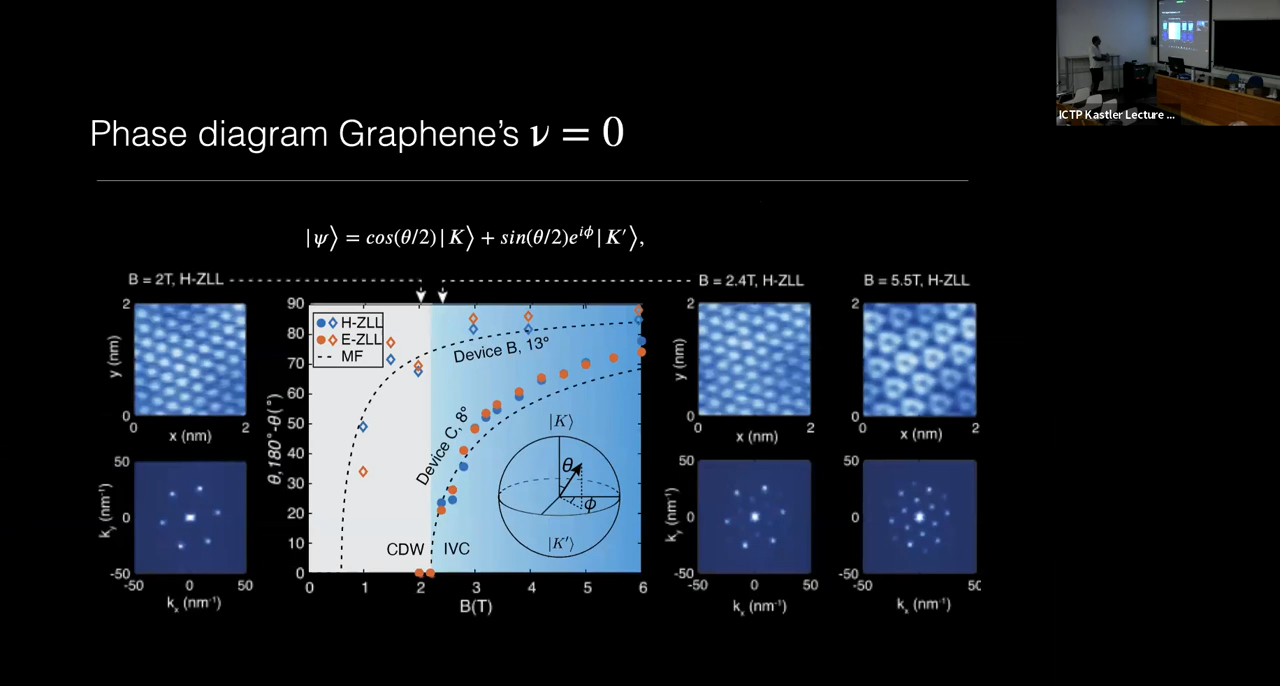 ICTP Kastler Lecture ...
Phase diagram Graphene's ν = 0
|ψ⟩ = cos(θ/2)|K⟩ + sin(θ/2)e^{iϕ}|K′⟩,
B = 2T, H-ZLL
B = 2.4T, H-ZLL
B = 5.5T, H-ZLL
2
y (nm)
0
0
x (nm)
2
50
k_y (nm⁻¹)
0
-50
-50
0
50
k_x (nm⁻¹)
90
80
70
60
50
40
30
20
10
0
θ,180°-θ(°)
H-ZLL
E-ZLL
MF
Device B, 13°
Device C, 8°
|K⟩
θ
ϕ
|K′⟩
CDW
IVC
0
1
2
3
4
5
6
B(T)
2
y (nm)
0
0
x (nm)
2
50
k_y (nm⁻¹)
0
-50
-50
0
50
k_x (nm⁻¹)
2
0
0
x (nm)
2
50
0
-50
-50
0
k_x (nm⁻¹)